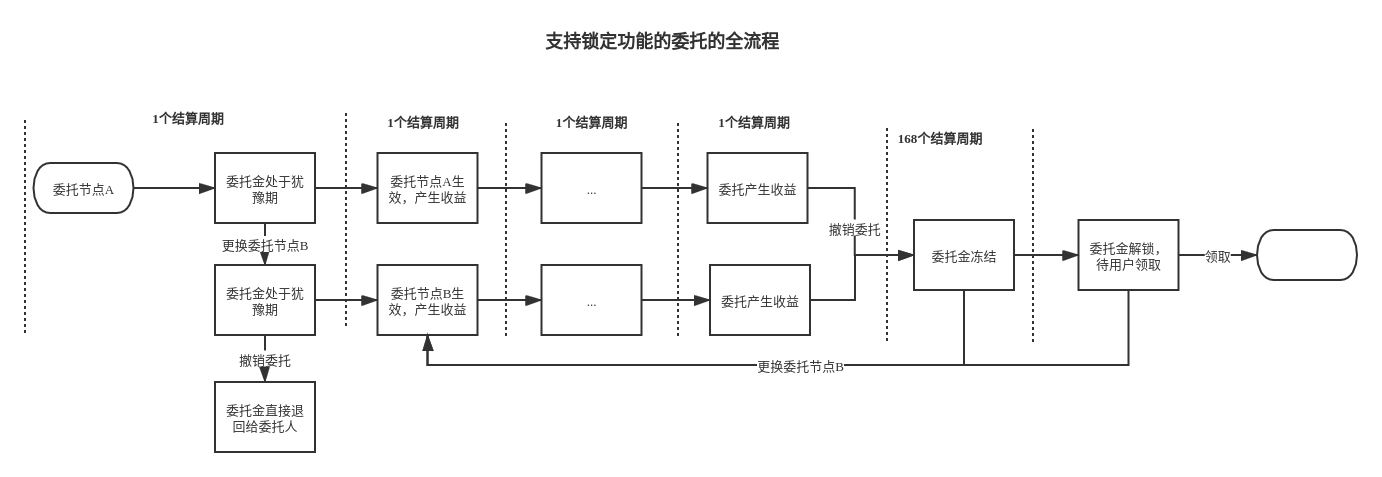 支持锁定功能的委托的全流程
1个结算周期
1个结算周期
1个结算周期
1个结算周期
168个结算周期
委托节点A
委托金处于犹
豫期
委托节点A生
效，产生收益
...
委托产生收益
撤销委托
更换委托节点B
委托金处于犹
豫期
委托节点B生
效，产生收益
...
委托产生收益
委托金冻结
委托金解锁，
待用户领取
领取
撤销委托
更换委托节点B
委托金直接退
回给委托人